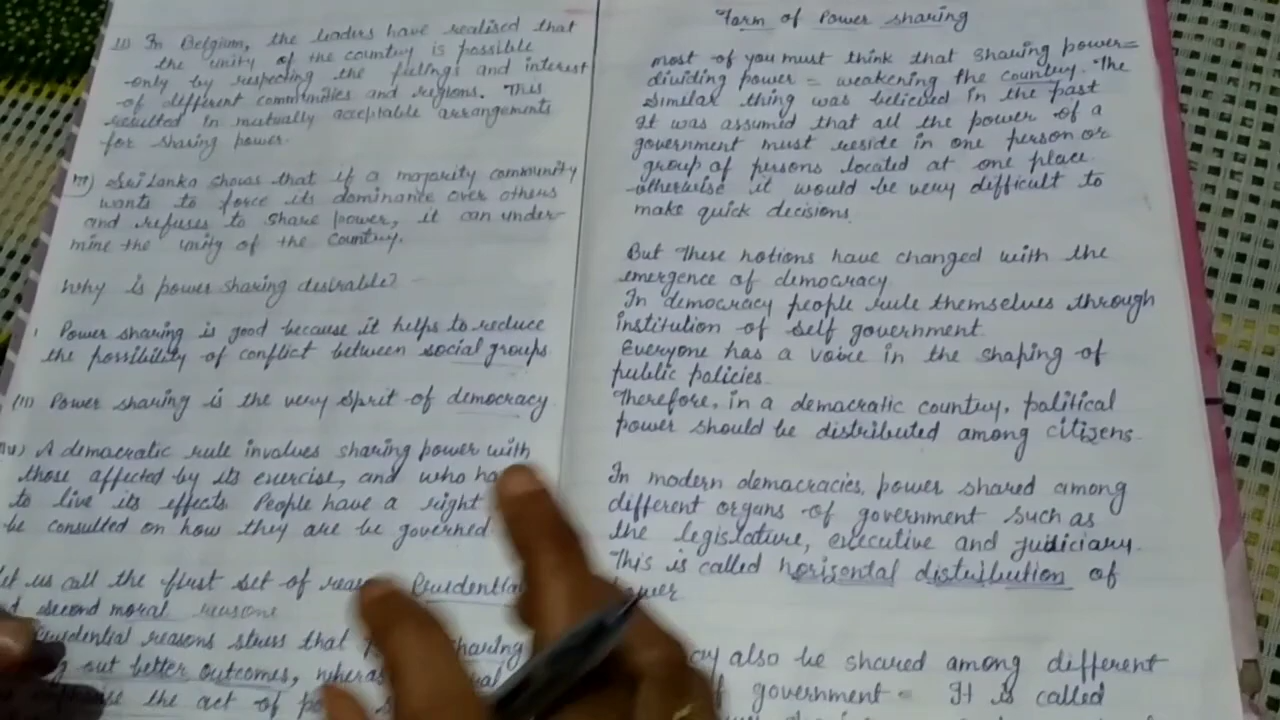 II) In Belgium, the leaders have realised that
the unity of the country is possible
only by respecting the feelings and interest
of different communities and regions. This
resulted in mutually acceptable arrangements
for sharing power.
III) Sri Lanka shows that if a majority community
wants to force its dominance over others
and refuses to share power, it can under-
mine the unity of the country.
Why is power sharing desirable?
Power sharing is good because it helps to reduce
the possibility of conflict between social groups
(II) Power sharing is the very sprit of democracy
A democratic rule involves sharing power with
those affected by its exercise, and who
to live its effects. People have a right
be consulted on how they are be governed
us call the first set of Prudential
second moral reasons
Prudential reasons stress that sharing
out better outcomes,
the act of
Form of Power sharing
most of you must think that sharing power=
dividing power = weakening the country. The
similar thing was believed in the past
It was assumed that all the power of a
government must reside in one person or
group of persons located at one place
otherwise it would be very difficult to
make quick decisions.
But these notions have changed with the
emergence of democracy
In democracy people rule themselves through
institution of self government.
Everyone has a voice in the shaping of
public policies.
Therefore, in a democratic country, political
power should be distributed among citizens.
In modern democracies, power shared among
different organs of government such as
the legislature, executive and judiciary.
This is called horizontal distribution of
also be shared among different
government = It is called